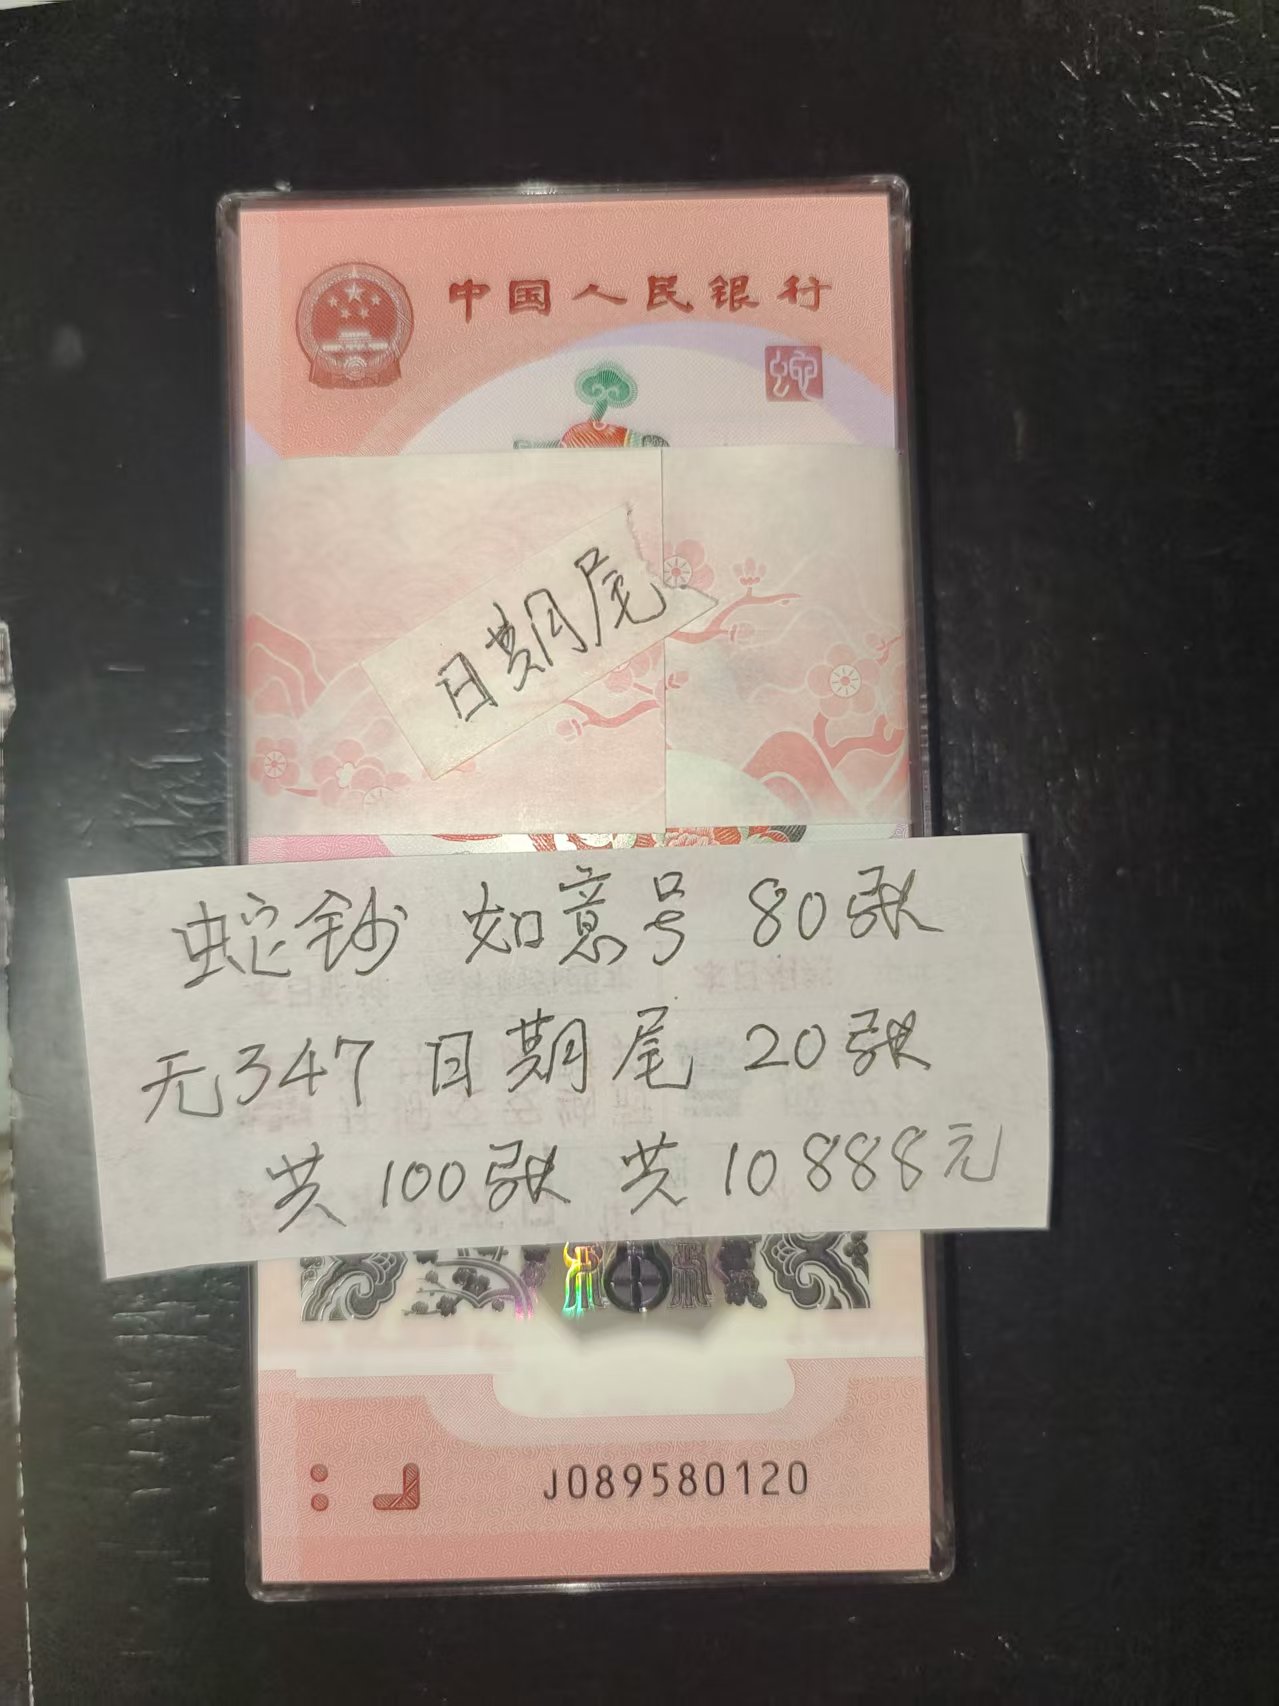 中国人民银行
蛇
日期尾
蛇钞 如意号 80张
无347 日期尾 20张
共 100张 共 10888元
J089580120